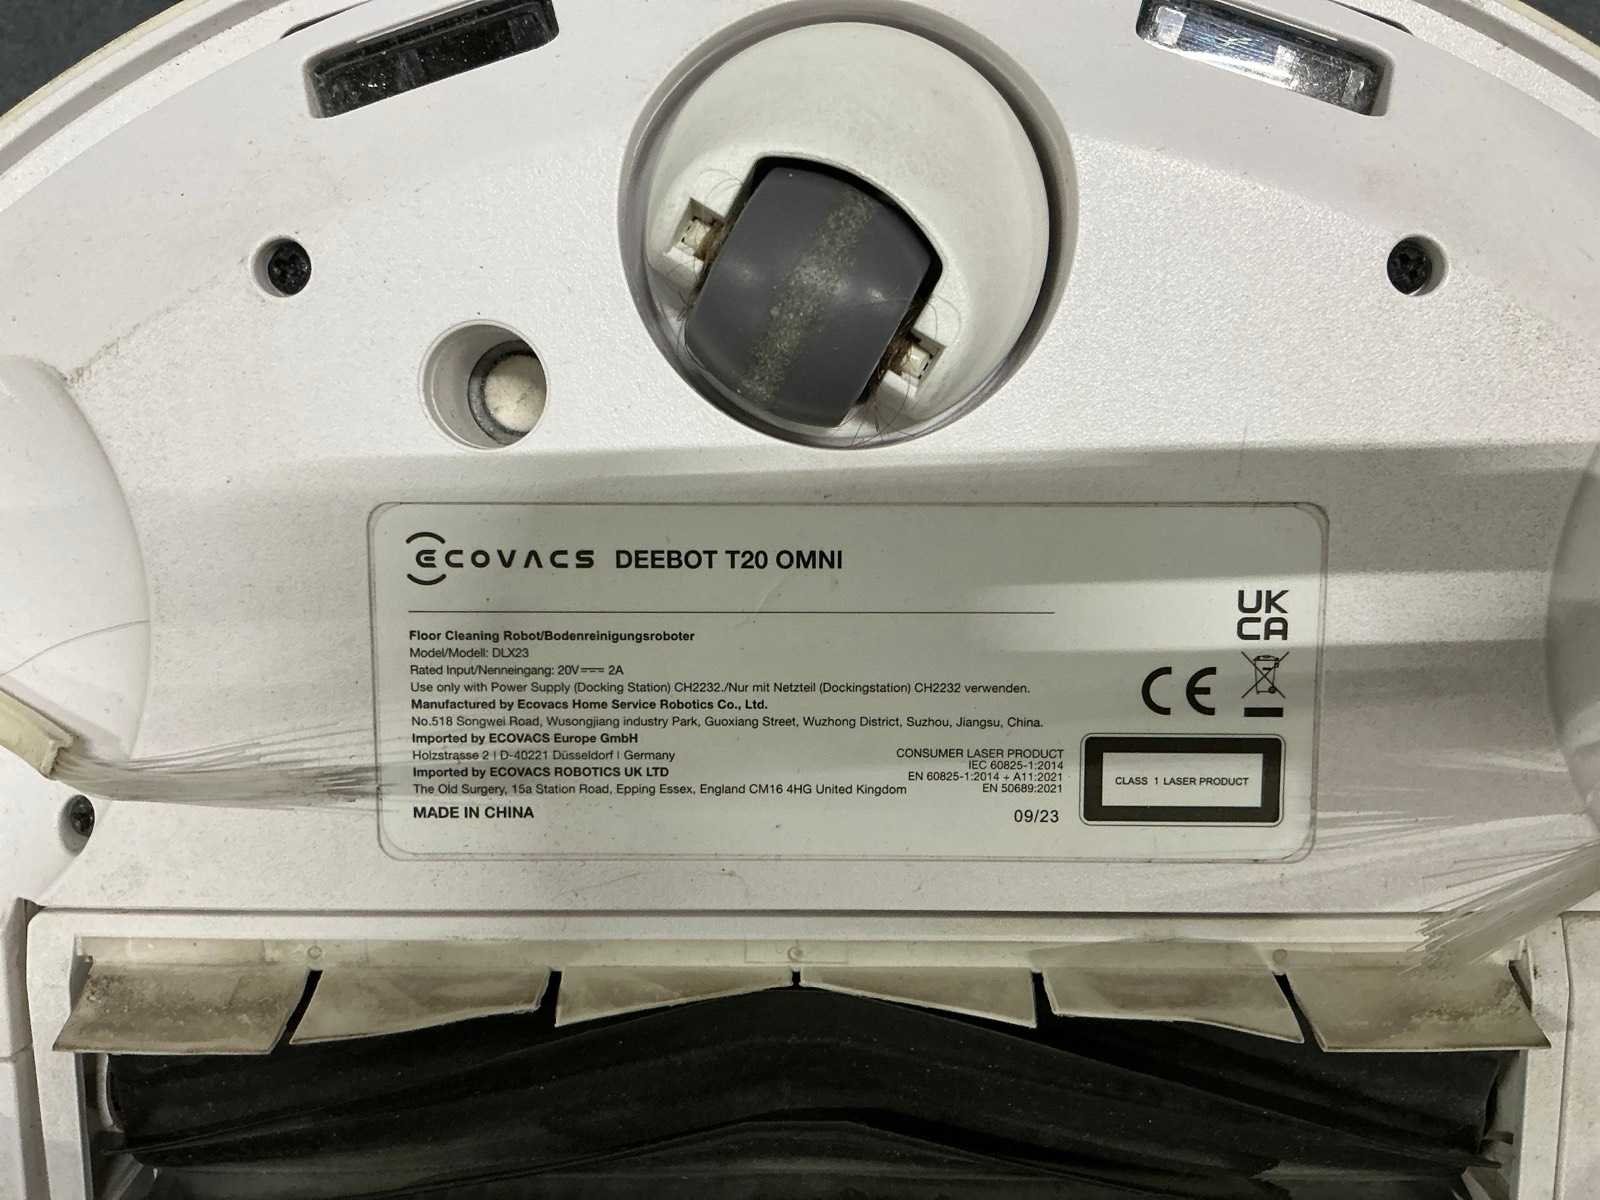 ECOVACS DEEBOT T20 OMNI
Floor Cleaning Robot/Bodenreinigungsroboter
Model/Modell: DLX23
Rated Input/Nenneingang: 20V⎓ 2A
Use only with Power Supply (Docking Station) CH2232./Nur mit Netzteil (Dockingstation) CH2232 verwenden.
Manufactured by Ecovacs Home Service Robotics Co., Ltd.
No.518 Songwei Road, Wusongjiang industry Park, Guoxiang Street, Wuzhong District, Suzhou, Jiangsu, China.
Imported by ECOVACS Europe GmbH
Holzstrasse 2 | D-40221 Düsseldorf | Germany
Imported by ECOVACS ROBOTICS UK LTD
The Old Surgery, 15a Station Road, Epping Essex, England CM16 4HG United Kingdom
MADE IN CHINA
CONSUMER LASER PRODUCT
IEC 60825-1:2014
EN 60825-1:2014 + A11:2021
EN 50689:2021
09/23
UK
CA
CE
CLASS 1 LASER PRODUCT